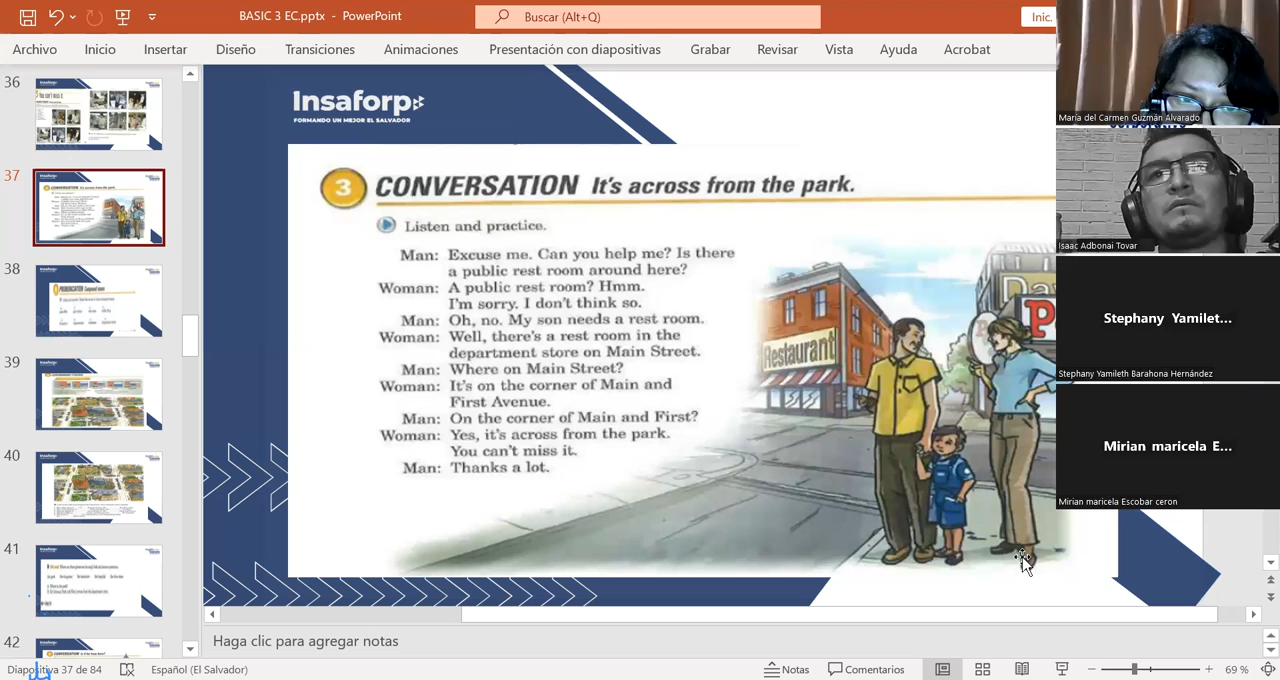 BASIC 3 EC.pptx - PowerPoint
Buscar (Alt+Q)
Inic.
Archivo Inicio Insertar Diseño Transiciones Animaciones Presentación con diapositivas Grabar Revisar Vista Ayuda Acrobat
36
37
38
39
40
41
42
Insaforp
FORMANDO UN MEJOR EL SALVADOR
3 CONVERSATION It's across from the park.
Listen and practice.
Man: Excuse me. Can you help me? Is there
a public rest room around here?
Woman: A public rest room? Hmm.
I'm sorry. I don't think so.
Man: Oh, no. My son needs a rest room.
Woman: Well, there's a rest room in the
department store on Main Street.
Man: Where on Main Street?
Woman: It's on the corner of Main and
First Avenue.
Man: On the corner of Main and First?
Woman: Yes, it's across from the park.
You can't miss it.
Man: Thanks a lot.
Restaurant
María del Carmen Guzmán Alvarado
Isaac Adbonai Tovar
Stephany Yamilet...
Stephany Yamileth Barahona Hernández
Mirian maricela E...
Mirian maricela Escobar ceron
Haga clic para agregar notas
Diapositiva 37 de 84 Español (El Salvador) Notas Comentarios 69 %